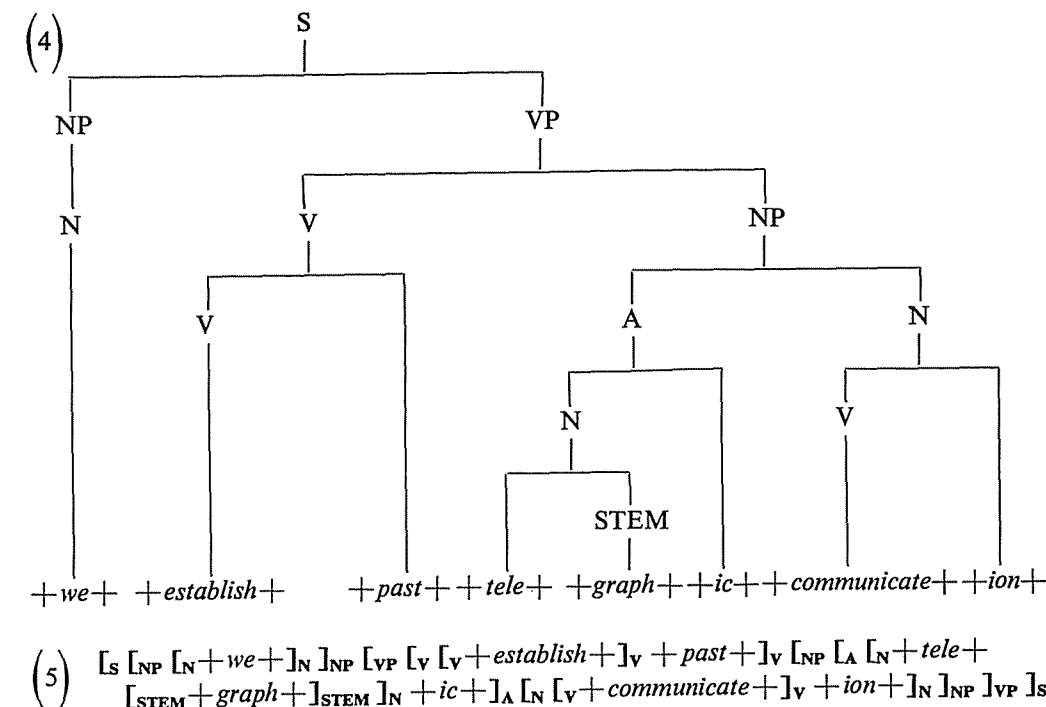 (4) S
NP VP
N V NP
V A N
N V
STEM
+we+ +establish+ +past+ +tele+ +graph+ +ic+ +communicate+ +ion+
(5) [S [NP [N+we+]N ]NP [VP [V [V+establish+]V +past+]V [NP [A [N+tele+
[STEM+graph+]STEM ]N +ic+]A [N [V+communicate+]V +ion+]N ]NP ]VP ]S